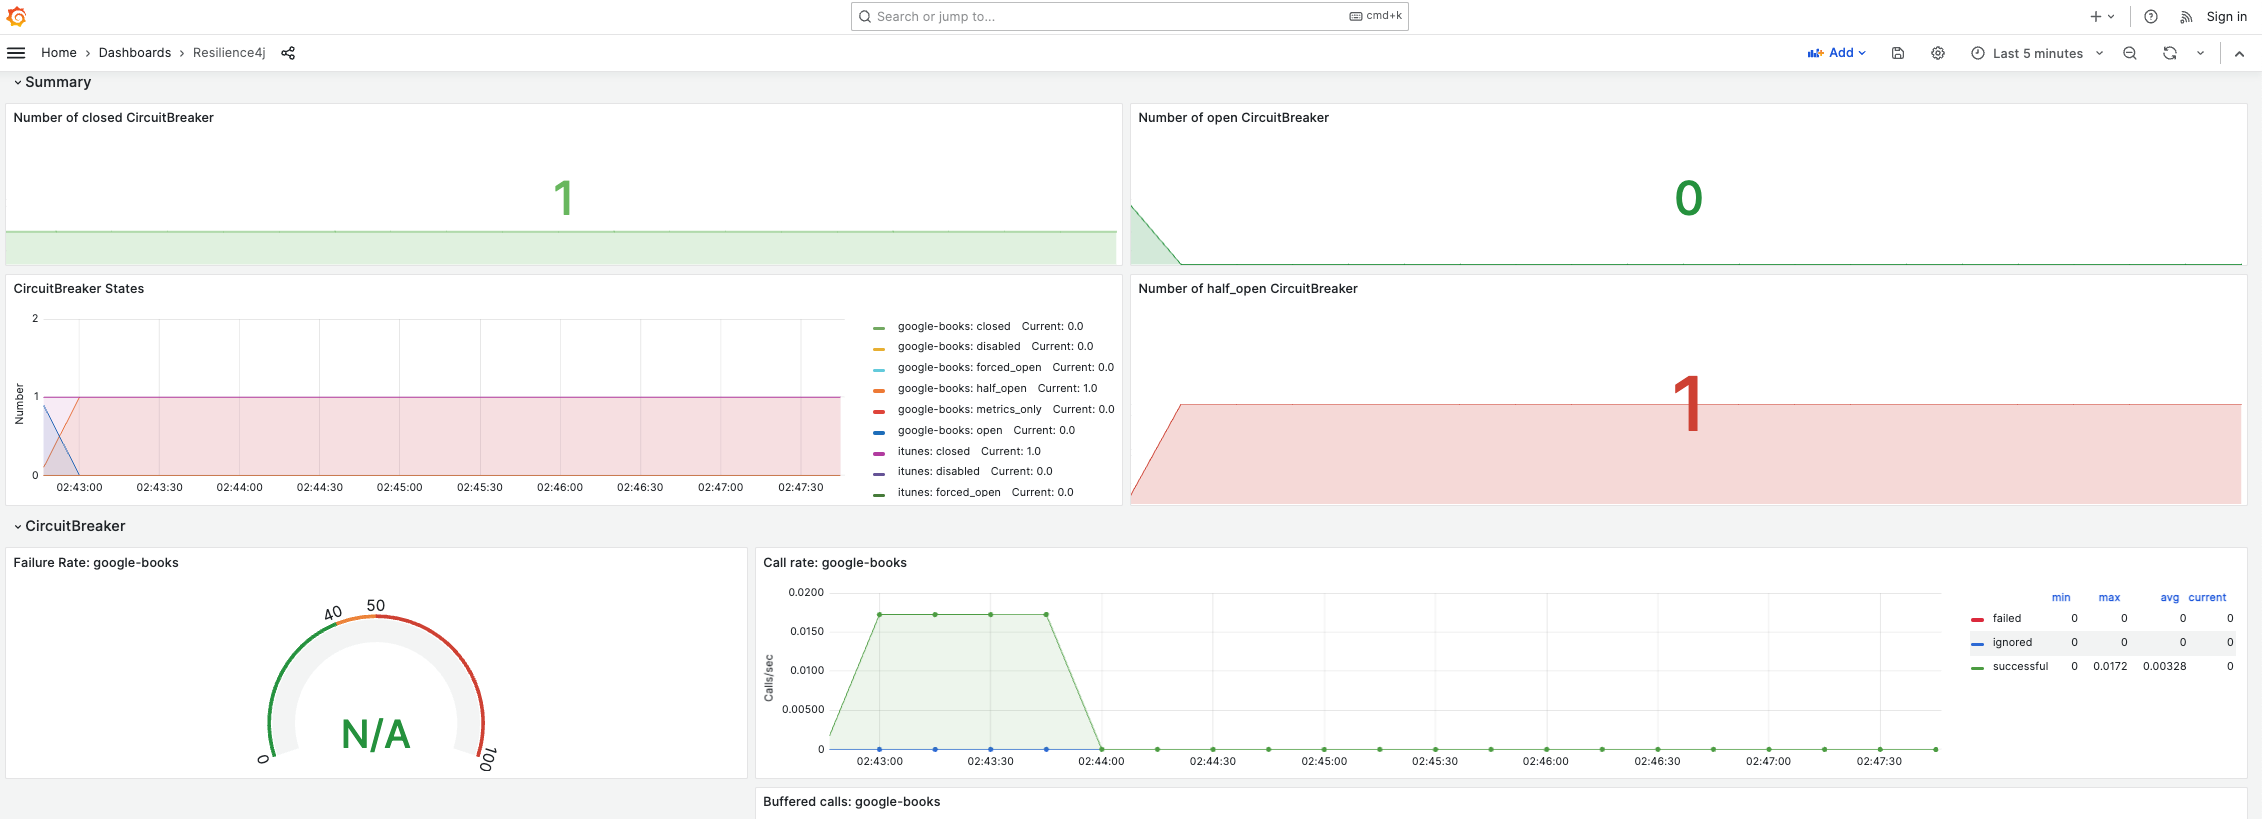 Search or jump to...
cmd+k
Sign in
Home
Dashboards
Resilience4j
Add
Last 5 minutes
Summary
Number of closed CircuitBreaker
1
Number of open CircuitBreaker
0
CircuitBreaker States
Number
2
1
0
02:43:00 02:43:30 02:44:00 02:44:30 02:45:00 02:45:30 02:46:00 02:46:30 02:47:00 02:47:30
google-books: closed Current: 0.0
google-books: disabled Current: 0.0
google-books: forced_open Current: 0.0
google-books: half_open Current: 1.0
google-books: metrics_only Current: 0.0
google-books: open Current: 0.0
itunes: closed Current: 1.0
itunes: disabled Current: 0.0
itunes: forced_open Current: 0.0
Number of half_open CircuitBreaker
1
CircuitBreaker
Failure Rate: google-books
0
40
50
100
N/A
Call rate: google-books
Calls/sec
0.0200
0.0150
0.0100
0.00500
0
02:43:00 02:43:30 02:44:00 02:44:30 02:45:00 02:45:30 02:46:00 02:46:30 02:47:00 02:47:30
min max avg current
failed 0 0 0 0
ignored 0 0 0 0
successful 0 0.0172 0.00328 0
Buffered calls: google-books